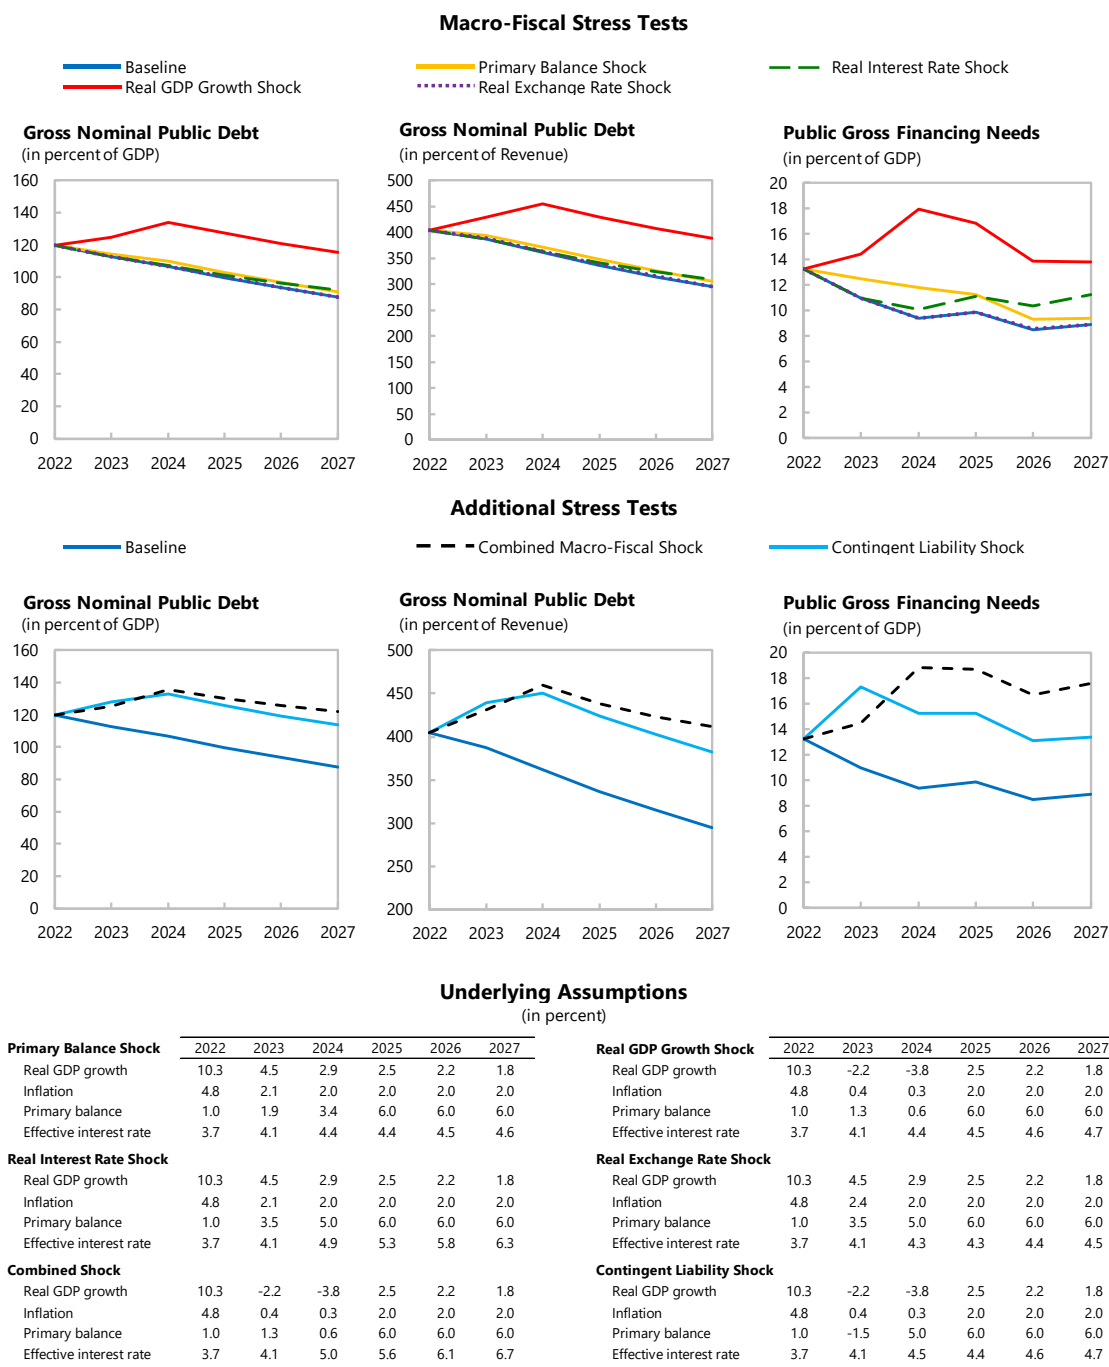 Macro-Fiscal Stress Tests
Baseline Primary Balance Shock Real Interest Rate Shock
Real GDP Growth Shock Real Exchange Rate Shock
Gross Nominal Public Debt
(in percent of GDP)
160
140
120
100
80
60
40
20
0
2022 2023 2024 2025 2026 2027
Gross Nominal Public Debt
(in percent of Revenue)
500
450
400
350
300
250
200
150
100
50
0
2022 2023 2024 2025 2026 2027
Public Gross Financing Needs
(in percent of GDP)
20
18
16
14
12
10
8
6
4
2
0
2022 2023 2024 2025 2026 2027
Additional Stress Tests
Baseline Combined Macro-Fiscal Shock Contingent Liability Shock
Gross Nominal Public Debt
(in percent of GDP)
160
140
120
100
80
60
40
20
0
2022 2023 2024 2025 2026 2027
Gross Nominal Public Debt
(in percent of Revenue)
500
450
400
350
300
250
200
2022 2023 2024 2025 2026 2027
Public Gross Financing Needs
(in percent of GDP)
20
18
16
14
12
10
8
6
4
2
0
2022 2023 2024 2025 2026 2027
Underlying Assumptions
(in percent)
Primary Balance Shock 2022 2023 2024 2025 2026 2027
Real GDP growth 10.3 4.5 2.9 2.5 2.2 1.8
Inflation 4.8 2.1 2.0 2.0 2.0 2.0
Primary balance 1.0 1.9 3.4 6.0 6.0 6.0
Effective interest rate 3.7 4.1 4.4 4.4 4.5 4.6
Real Interest Rate Shock
Real GDP growth 10.3 4.5 2.9 2.5 2.2 1.8
Inflation 4.8 2.1 2.0 2.0 2.0 2.0
Primary balance 1.0 3.5 5.0 6.0 6.0 6.0
Effective interest rate 3.7 4.1 4.9 5.3 5.8 6.3
Combined Shock
Real GDP growth 10.3 -2.2 -3.8 2.5 2.2 1.8
Inflation 4.8 0.4 0.3 2.0 2.0 2.0
Primary balance 1.0 1.3 0.6 6.0 6.0 6.0
Effective interest rate 3.7 4.1 5.0 5.6 6.1 6.7
Real GDP Growth Shock 2022 2023 2024 2025 2026 2027
Real GDP growth 10.3 -2.2 -3.8 2.5 2.2 1.8
Inflation 4.8 0.4 0.3 2.0 2.0 2.0
Primary balance 1.0 1.3 0.6 6.0 6.0 6.0
Effective interest rate 3.7 4.1 4.4 4.5 4.6 4.7
Real Exchange Rate Shock
Real GDP growth 10.3 4.5 2.9 2.5 2.2 1.8
Inflation 4.8 2.4 2.0 2.0 2.0 2.0
Primary balance 1.0 3.5 5.0 6.0 6.0 6.0
Effective interest rate 3.7 4.1 4.3 4.3 4.4 4.5
Contingent Liability Shock
Real GDP growth 10.3 -2.2 -3.8 2.5 2.2 1.8
Inflation 4.8 0.4 0.3 2.0 2.0 2.0
Primary balance 1.0 -1.5 5.0 6.0 6.0 6.0
Effective interest rate 3.7 4.1 4.5 4.4 4.6 4.7